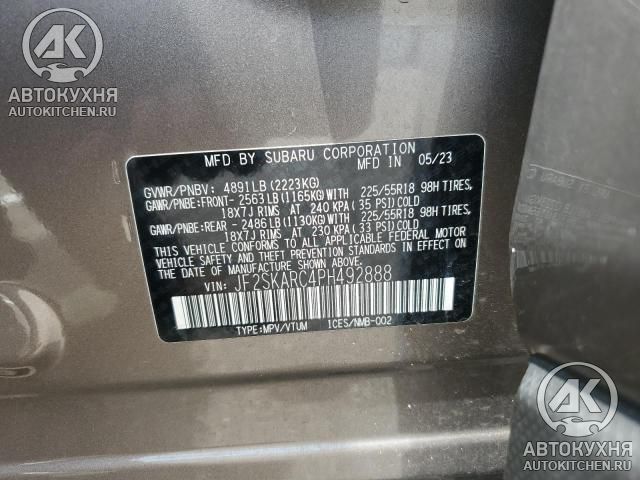 AK
АВТОКУХНЯ
AUTOKITCHEN.RU
MFD BY SUBARU CORPORATION
MFD IN 05/23
GVWR/PNBV: 4891LB(2223KG)
GAWR/PNBE:FRONT- 2563LB(1165KG)WITH 225/55R18 98H TIRES,
18X7J RIMS AT 240 KPA(35 PSI)COLD
GAWR/PNBE:REAR - 2486LB(1130KG)WITH 225/55R18 98H TIRES,
18X7J RIMS AT 230 KPA(33 PSI)COLD
THIS VEHICLE CONFORMS TO ALL APPLICABLE FEDERAL MOTOR
VEHICLE SAFETY AND THEFT PREVENTION STANDARDS IN
EFFECT ON THE DATE OF MANUFACTURE SHOWN ABOVE.
VIN: JF2SKARC4PH492888
TYPE:MPV/VTUM ICES/NMB-002
AK
АВТОКУХНЯ
AUTOKITCHEN.RU